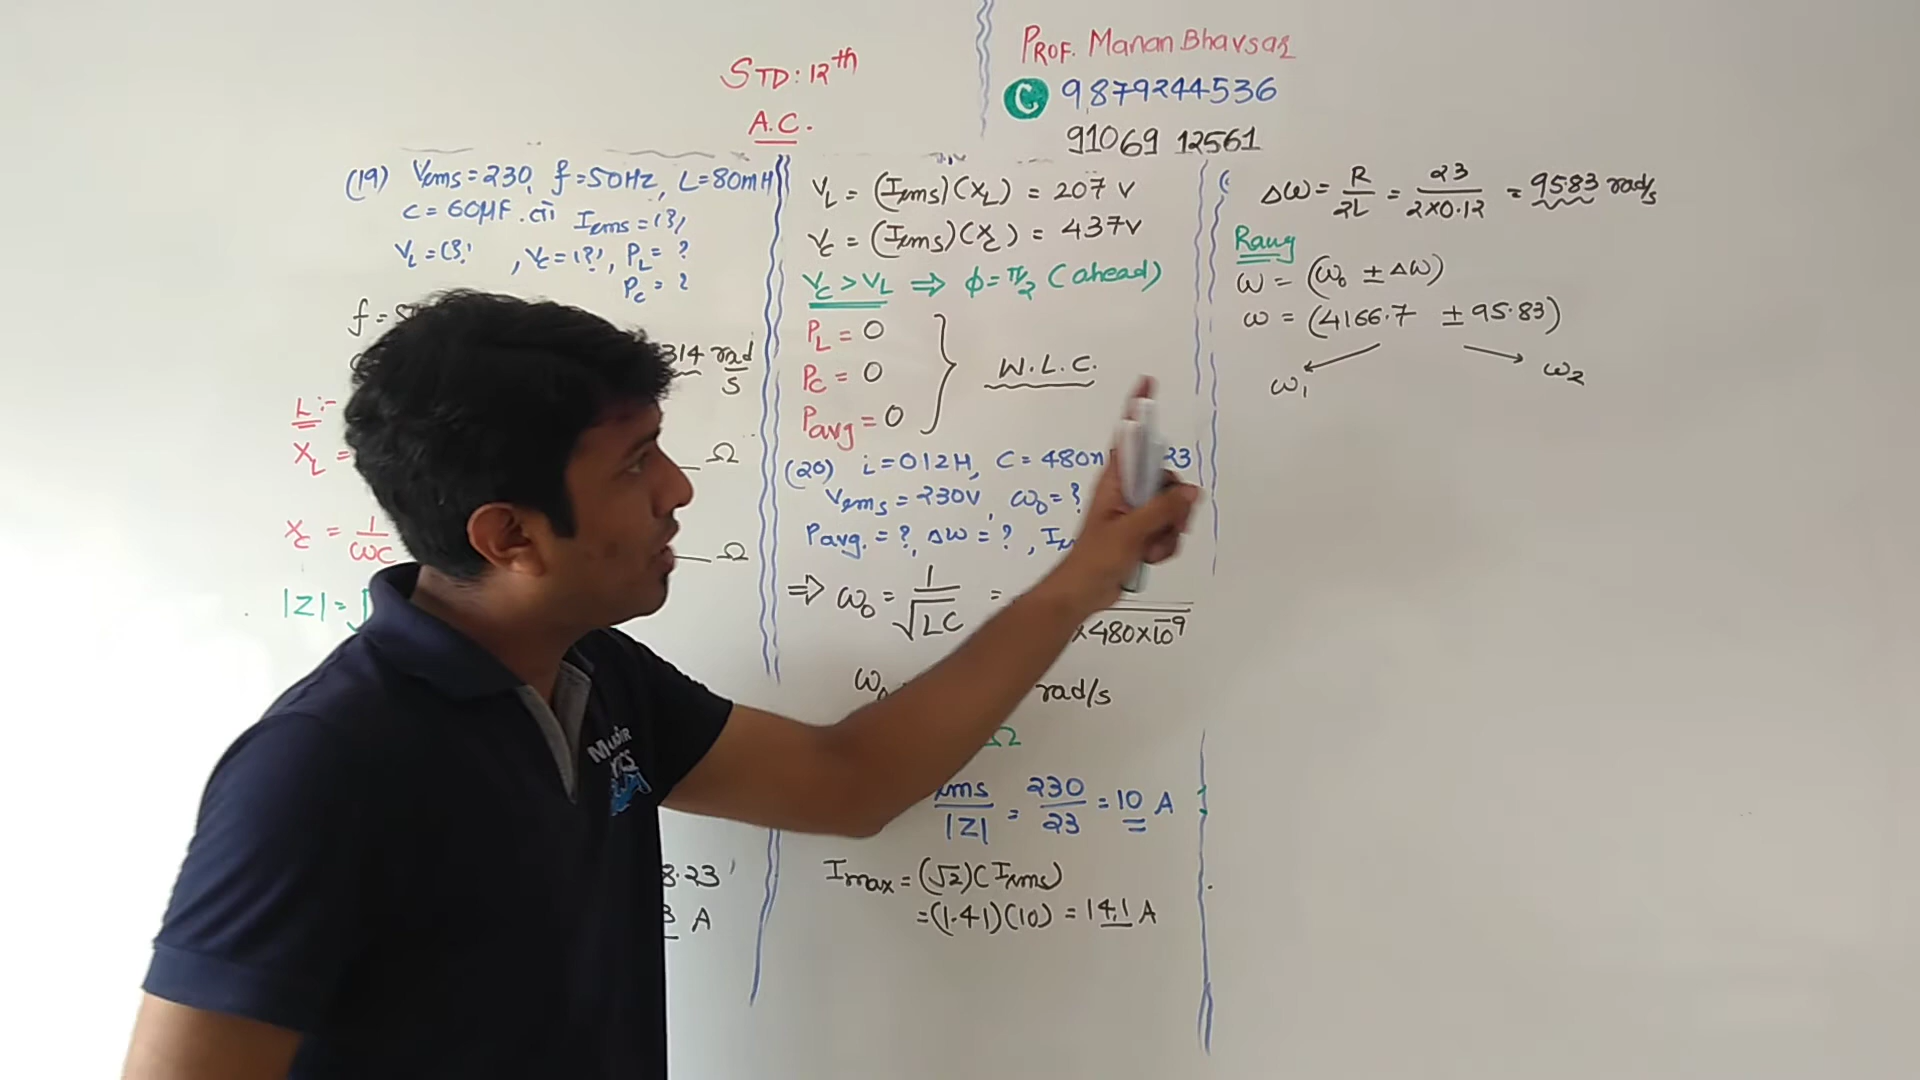 STD: 12th
A.C.
PROF. Manan Bhavsar
C 9879244536
91069 12561
(19) Vrms = 230, f = 50Hz, L = 80mH
C = 60μF. Irms = (?)
VL = (?) , Vc = (?), PL = ?
Pc = ?
f =
314 rad/s
L :-
XL = Ω
Xc = 1/ωC Ω
|Z| = √
8.23
A
VL = (Irms)(XL) = 207 V
Vc = (Irms)(Xc) = 437V
Vc > VL ⇒ φ = π/2 (ahead)
PL = 0
Pc = 0
Pavg = 0
W.L.C.
(20) L = 0.12H, C = 480n 23
Vrms = 230V, ω0 = ?
Pavg. = ?, Δω = ?, I
⇒ ω0 = 1/√LC = ×480×10^-9
ω0 rad/s
Ω
rms/|Z| = 230/23 = 10 A
Imax = (√2)(Irms)
= (1.41)(10) = 14.1 A
Δω = R/2L = 23/2×0.12 = 95.83 rad/s
Rang
ω = (ω0 ± Δω)
ω = (4166.7 ± 95.83)
ω1 ω2